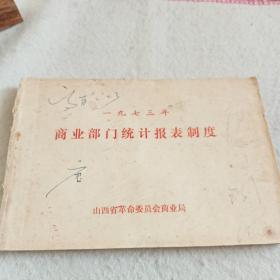 一九七三年
商业部门统计报表制度
山西省革命委员会商业局